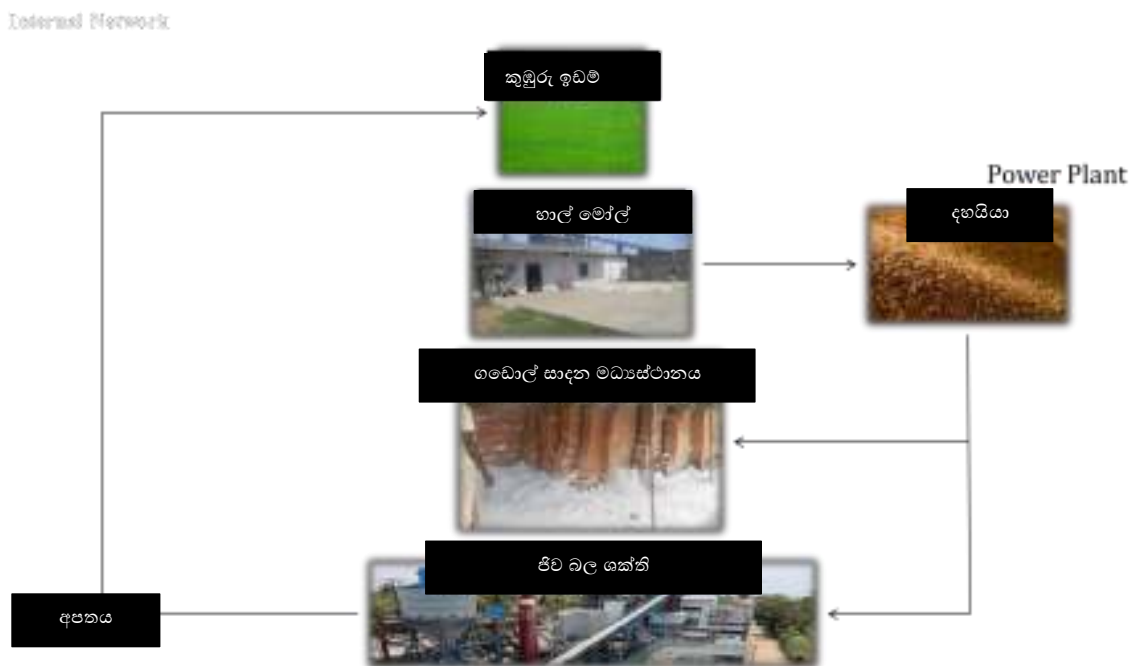 Internal Network
කුඹුරු ඉඩම්
Power Plant
හාල් මෝල්
දහයියා
ගඩොල් සාදන මධ්‍යස්ථානය
ජිව බල ශක්ති
අපතය